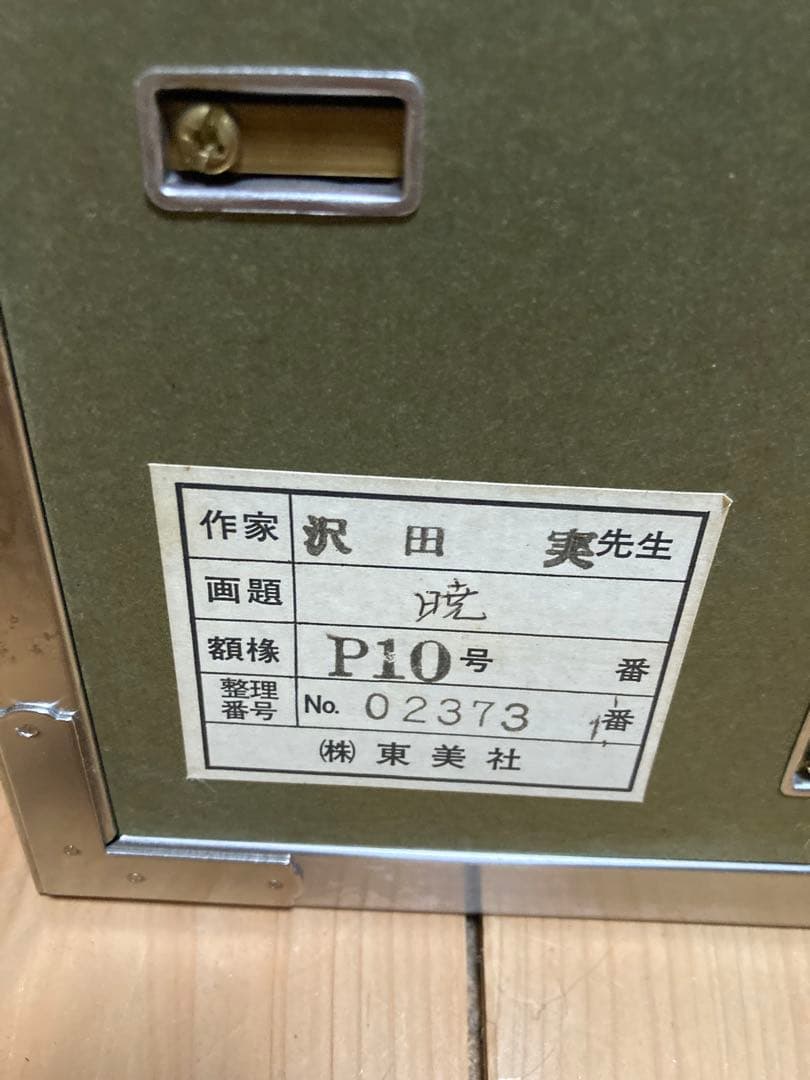 作家 沢田 実先生
画題 暁
額椽 P10号 番
整理番号 No. 02373 番
㈱ 東美社